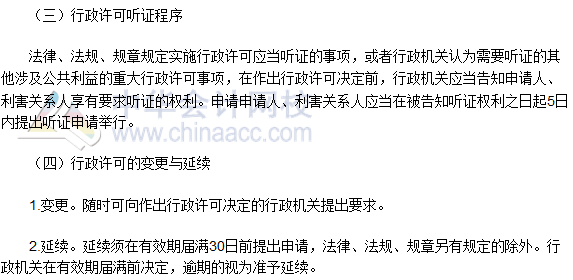 （三）行政许可听证程序
法律、法规、规章规定实施行政许可应当听证的事项，或者行政机关认为需要听证的其
他涉及公共利益的重大行政许可事项，在作出行政许可决定前，行政机关应当告知申请人、
利害关系人享有要求听证的权利。申请申请人、利害关系人应当在被告知听证权利之日起5日
内提出听证申请举行。
中华会计网校
www.chinaacc.com
（四）行政许可的变更与延续
1.变更。随时可向作出行政许可决定的行政机关提出要求。
2.延续。延续须在有效期届满30日前提出申请，法律、法规、规章另有规定的除外。行
政机关在有效期届满前决定，逾期的视为准予延续。